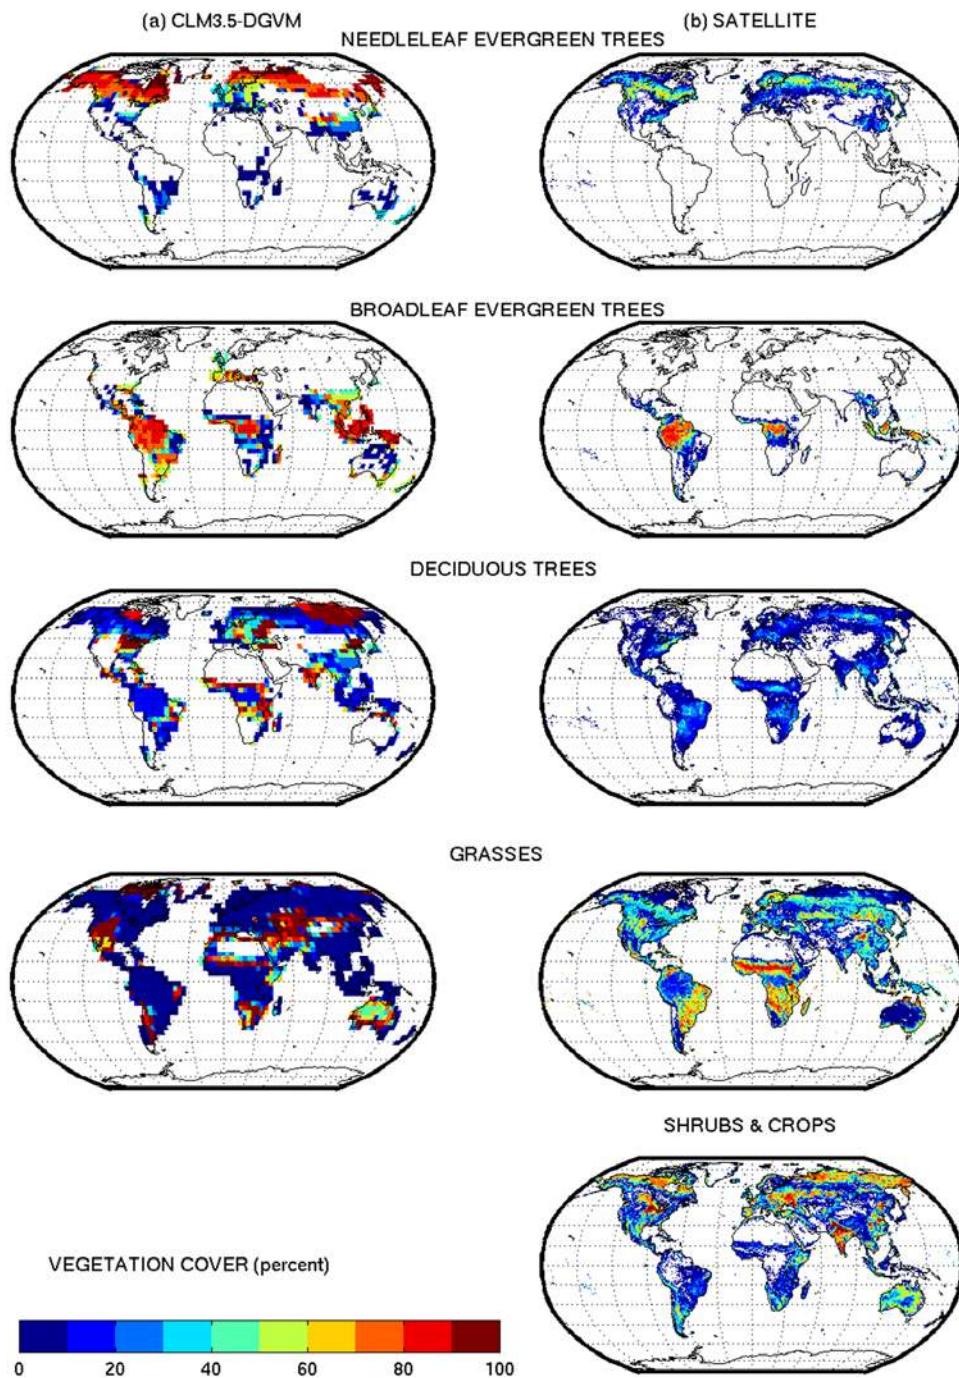 (a) CLM3.5-DGVM
(b) SATELLITE
NEEDLELEAF EVERGREEN TREES
BROADLEAF EVERGREEN TREES
DECIDUOUS TREES
GRASSES
SHRUBS & CROPS
VEGETATION COVER (percent)
0 20 40 60 80 100